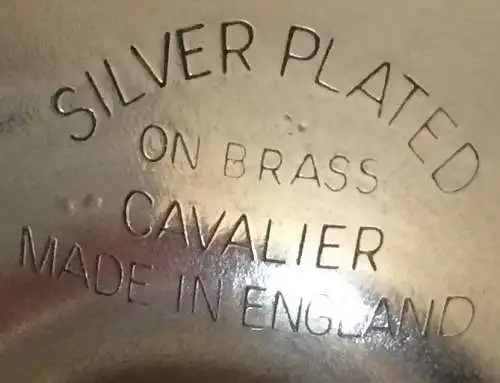 SILVER PLATED
ON BRASS
CAVALIER
MADE IN ENGLAND